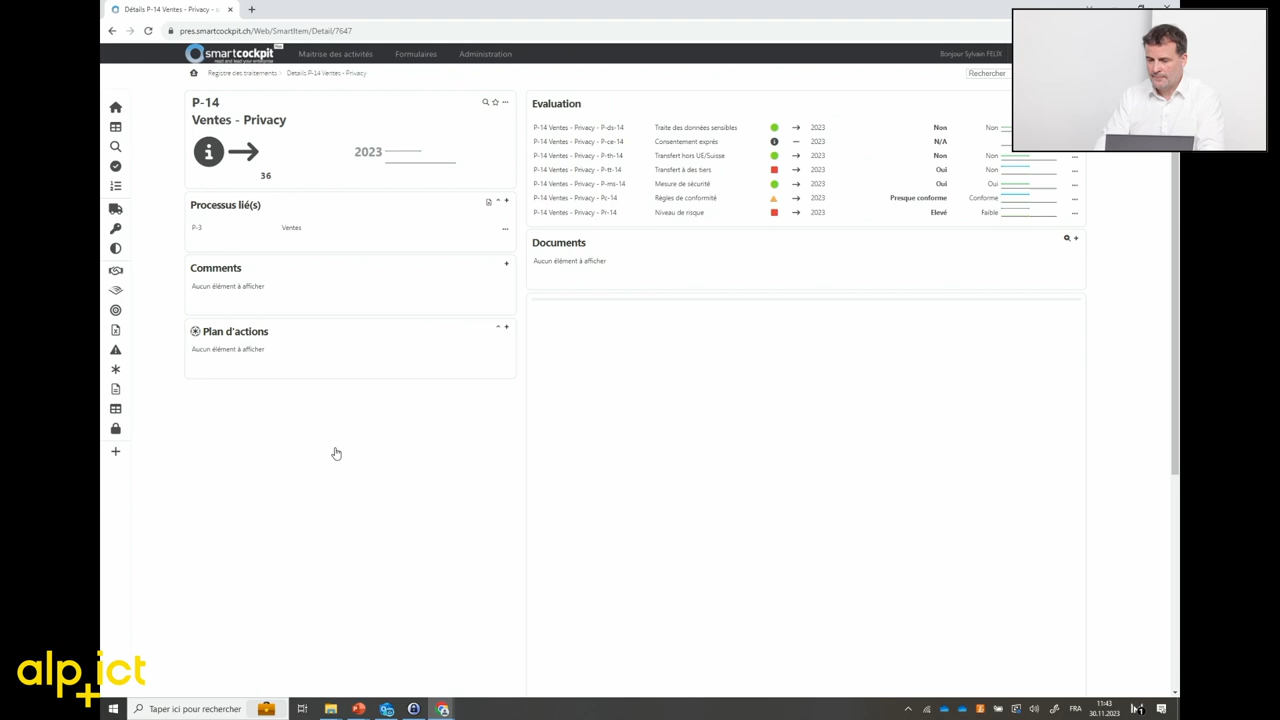 Détails P-14 Ventes - Privacy - s
pres.smartcockpit.ch/Web/SmartItem/Detail/7647
smartcockpit
read and lead your enterprise
Maitrise des activités
Formulaires
Administration
Bonjour Sylvain FELIX
Registre des traitements
Détails P-14 Ventes - Privacy
Rechercher
P-14
Ventes - Privacy
2023
36
Processus lié(s)
P-3 Ventes
Comments
Aucun élément à afficher
Plan d'actions
Aucun élément à afficher
Evaluation
P-14 Ventes - Privacy - P-ds-14 Traite des données sensibles 2023 Non Non
P-14 Ventes - Privacy - P-ce-14 Consentement exprès 2023 N/A
P-14 Ventes - Privacy - P-th-14 Transfert hors UE/Suisse 2023 Non Non
P-14 Ventes - Privacy - P-tt-14 Transfert à des tiers 2023 Oui Non
P-14 Ventes - Privacy - P-ms-14 Mesure de sécurité 2023 Oui Oui
P-14 Ventes - Privacy - Pc-14 Règles de conformité 2023 Presque conforme Conforme
P-14 Ventes - Privacy - Pr-14 Niveau de risque 2023 Elevé Faible
Documents
Aucun élément à afficher
alp+ict
Taper ici pour rechercher
FRA
11:43
30.11.2023